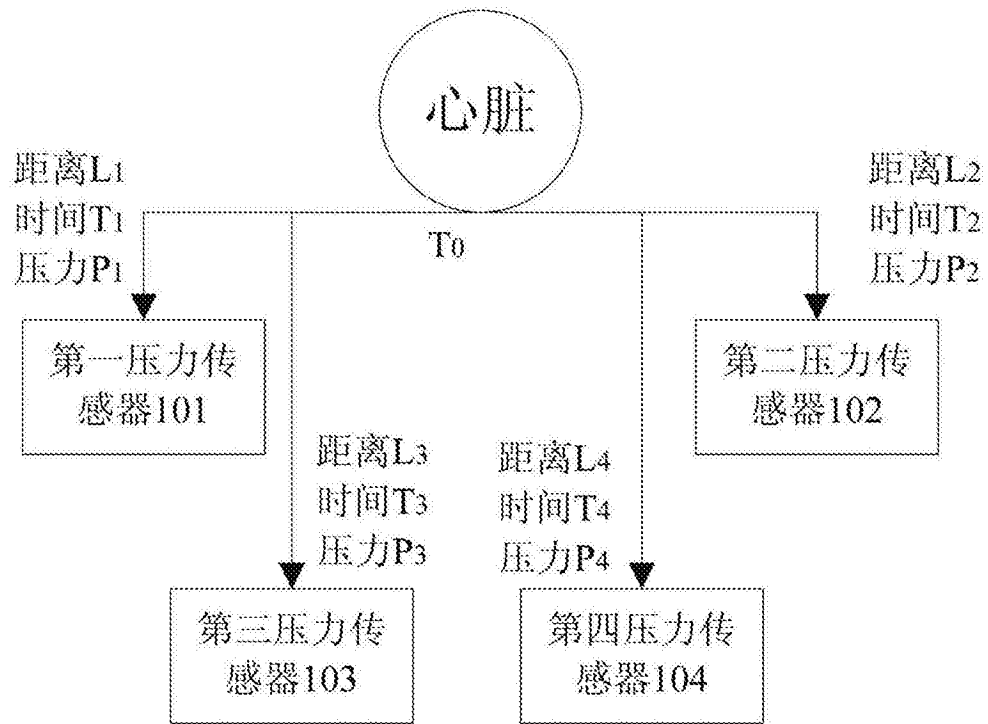 心脏
距离L1
时间T1
压力P1
T0
距离L2
时间T2
压力P2
第一压力传
感器101
第二压力传
感器102
距离L3
时间T3
压力P3
距离L4
时间T4
压力P4
第三压力传
感器103
第四压力传
感器104